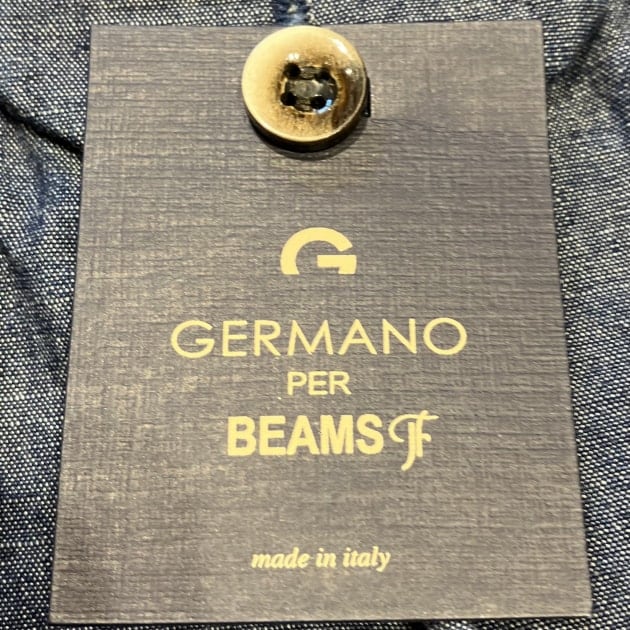 G
GERMANO
PER
BEAMS F
made in italy